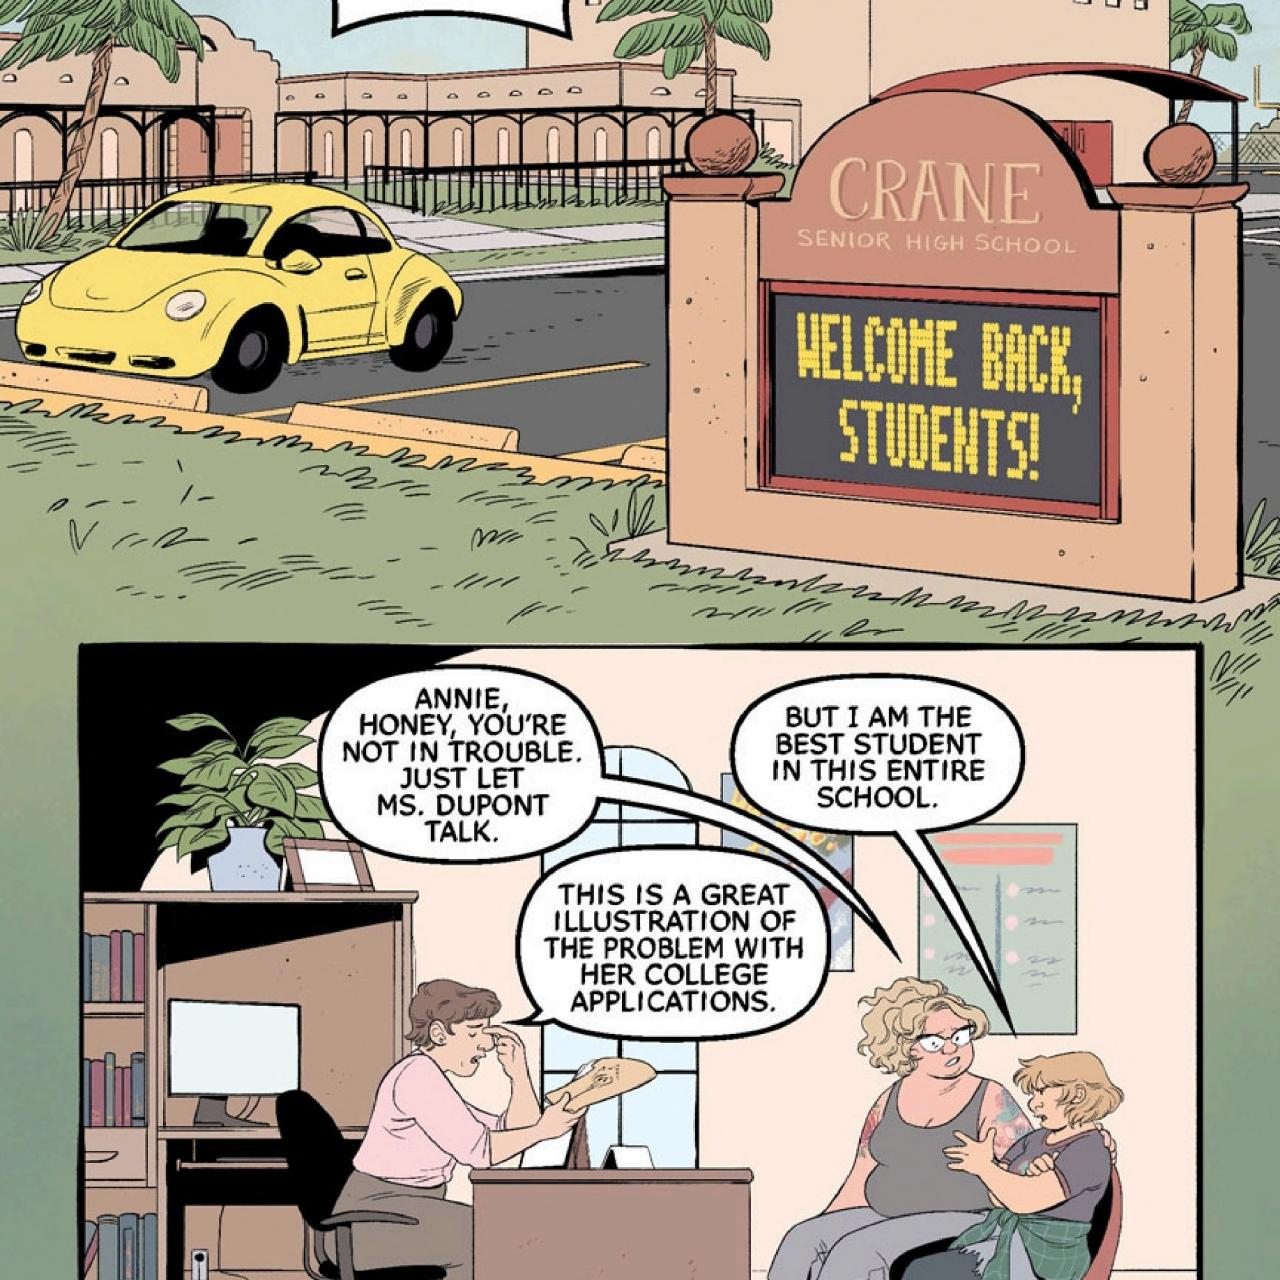 CRANE
SENIOR HIGH SCHOOL
WELCOME BACK,
STUDENTS!
ANNIE,
HONEY, YOU'RE
NOT IN TROUBLE.
JUST LET
MS. DUPONT
TALK.
BUT I AM THE
BEST STUDENT
IN THIS ENTIRE
SCHOOL.
THIS IS A GREAT
ILLUSTRATION OF
THE PROBLEM WITH
HER COLLEGE
APPLICATIONS.